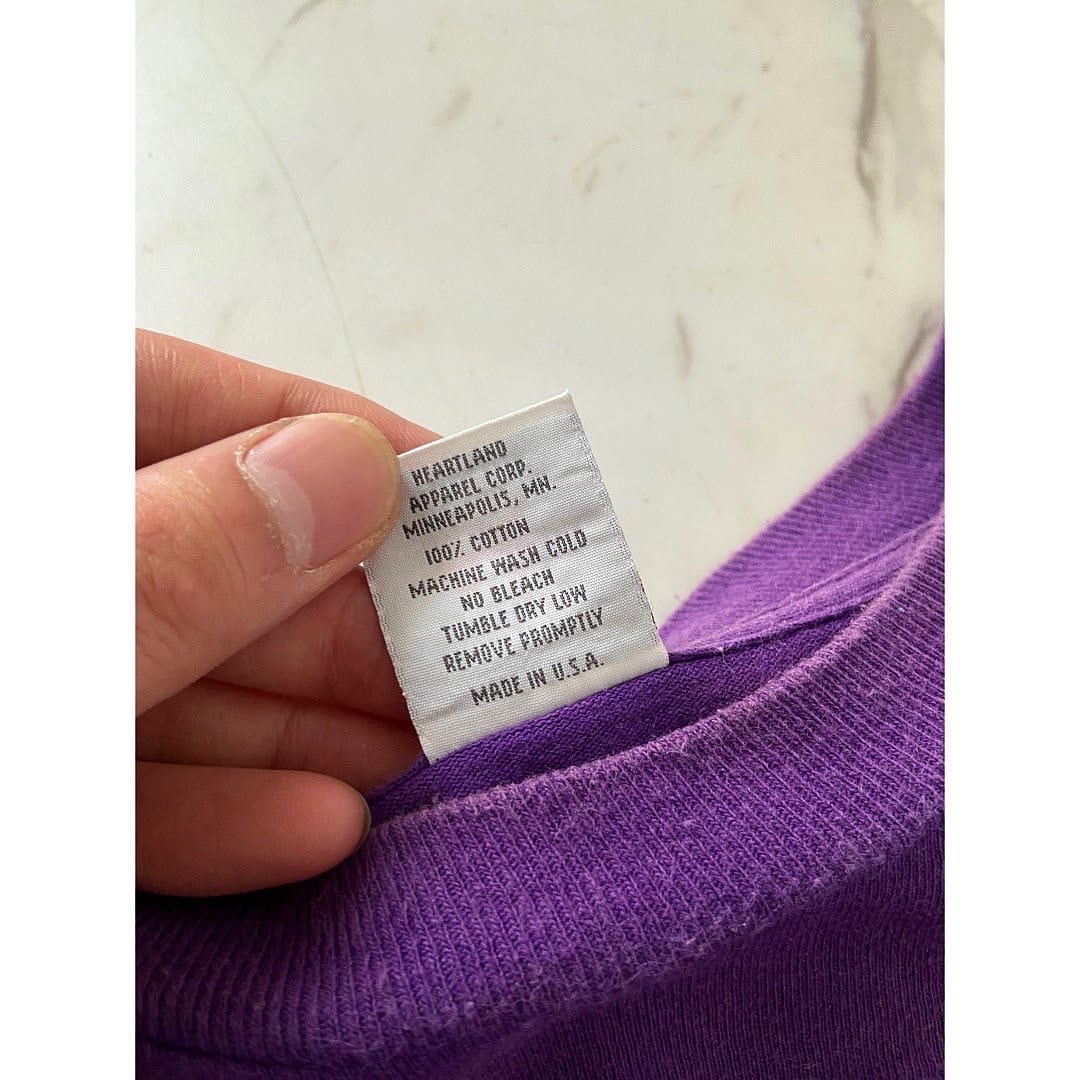 HEARTLAND
APPAREL CORP.
MINNEAPOLIS, MN.
100% COTTON
MACHINE WASH COLD
NO BLEACH
TUMBLE DRY LOW
REMOVE PROMPTLY
MADE IN U.S.A.